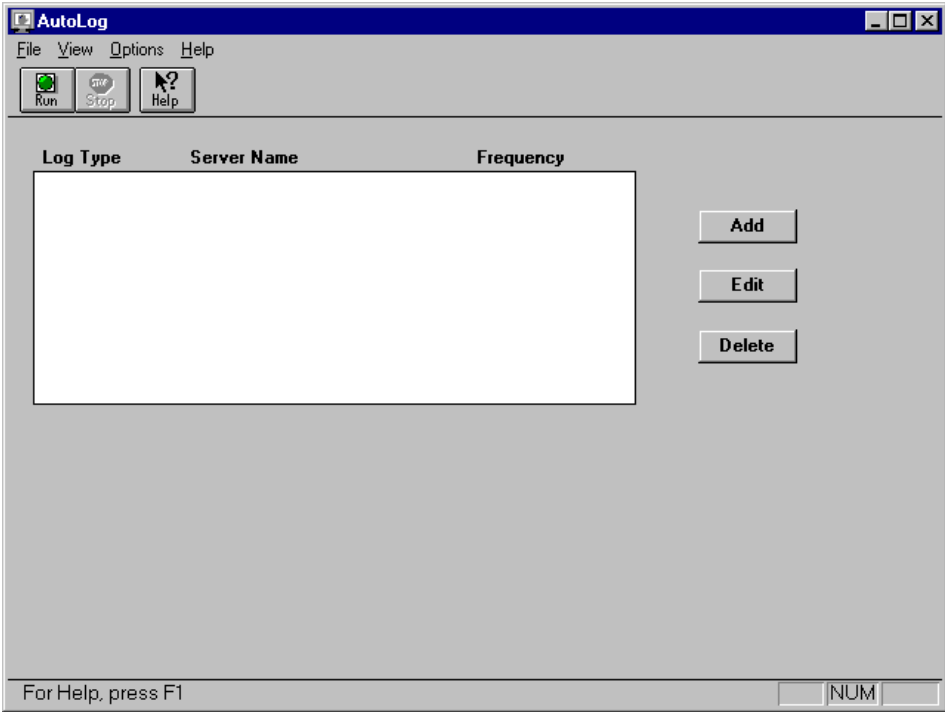 AutoLog
File View Options Help
Run Stop Help
Log Type Server Name Frequency
Add
Edit
Delete
For Help, press F1 NUM